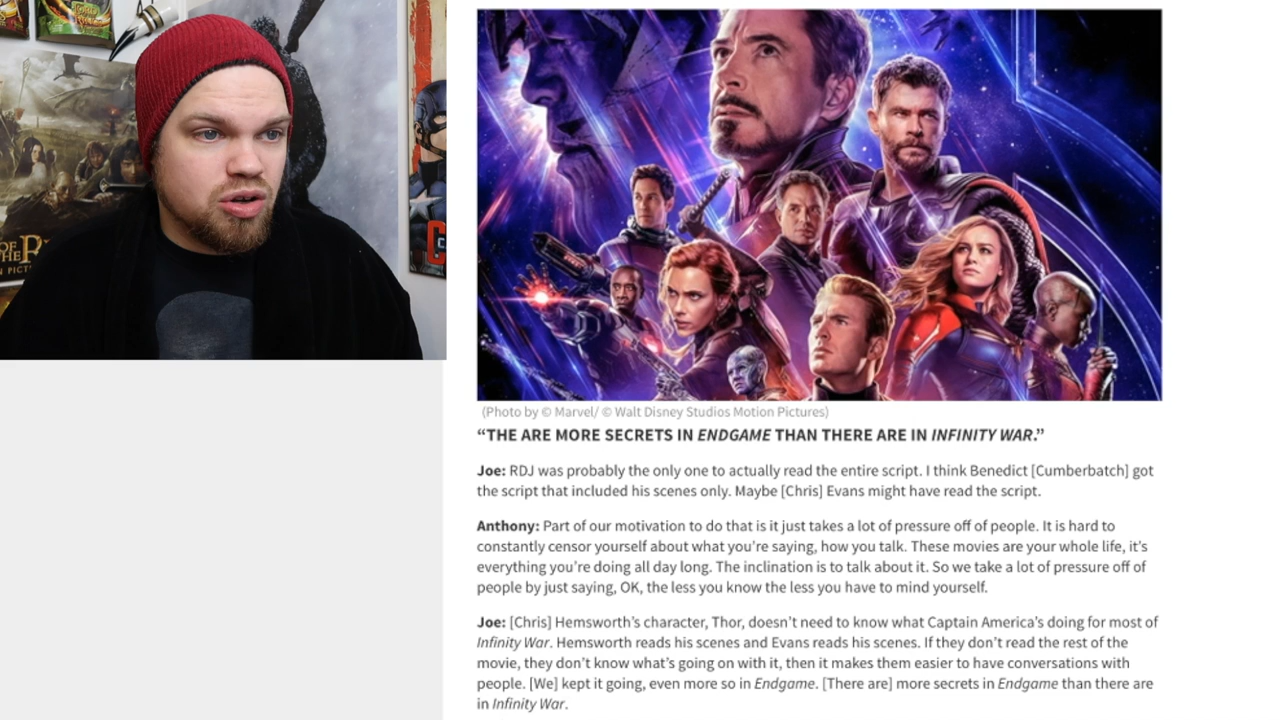 OF THE R
N PICT
C
(Photo by © Marvel/ © Walt Disney Studios Motion Pictures)
“THE ARE MORE SECRETS IN ENDGAME THAN THERE ARE IN INFINITY WAR.”
Joe: RDJ was probably the only one to actually read the entire script. I think Benedict [Cumberbatch] got
the script that included his scenes only. Maybe [Chris] Evans might have read the script.
Anthony: Part of our motivation to do that is it just takes a lot of pressure off of people. It is hard to
constantly censor yourself about what you’re saying, how you talk. These movies are your whole life, it’s
everything you’re doing all day long. The inclination is to talk about it. So we take a lot of pressure off of
people by just saying, OK, the less you know the less you have to mind yourself.
Joe: [Chris] Hemsworth’s character, Thor, doesn’t need to know what Captain America’s doing for most of
Infinity War. Hemsworth reads his scenes and Evans reads his scenes. If they don’t read the rest of the
movie, they don’t know what’s going on with it, then it makes them easier to have conversations with
people. [We] kept it going, even more so in Endgame. [There are] more secrets in Endgame than there are
in Infinity War.